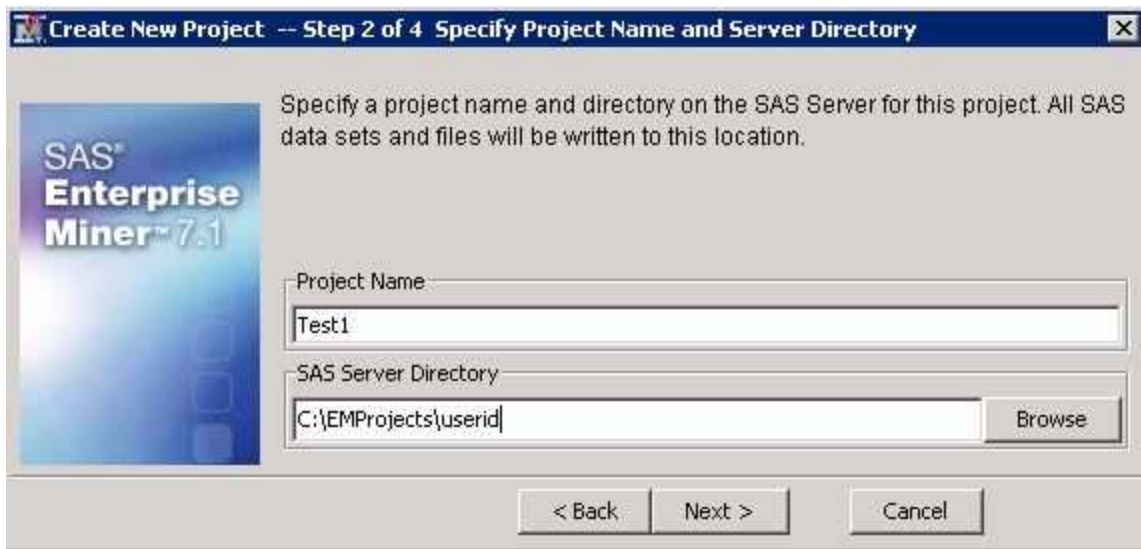 Create New Project -- Step 2 of 4 Specify Project Name and Server Directory
SAS®
Enterprise
Miner™ 7.1
Specify a project name and directory on the SAS Server for this project. All SAS
data sets and files will be written to this location.
Project Name
Test1
SAS Server Directory
C:\EMProjects\userid
Browse
< Back
Next >
Cancel